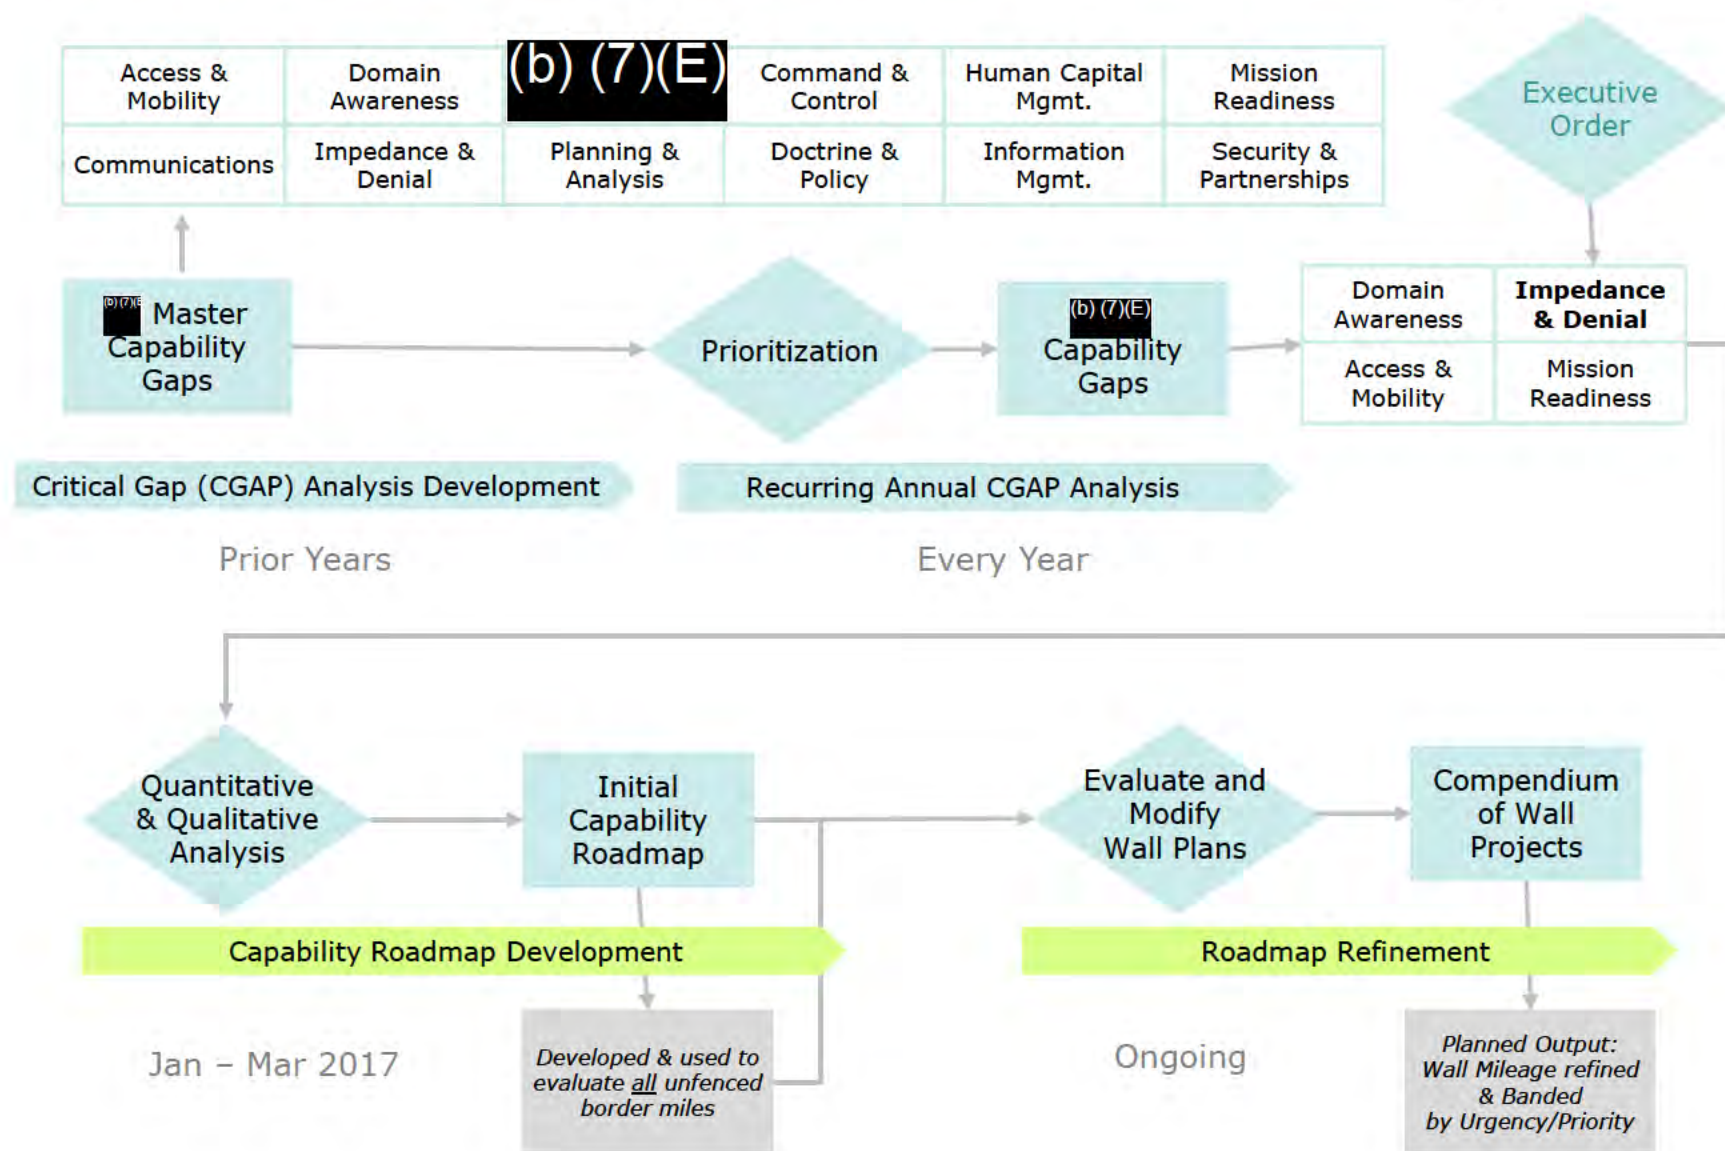 Access &
Mobility
Domain
Awareness
(b) (7)(E)
Command &
Control
Human Capital
Mgmt.
Mission
Readiness
Communications
Impedance &
Denial
Planning &
Analysis
Doctrine &
Policy
Information
Mgmt.
Security &
Partnerships
Executive
Order
(b) (7)(E
Master
Capability
Gaps
Prioritization
(b) (7)(E)
Capability
Gaps
Domain
Awareness
Impedance
& Denial
Access &
Mobility
Mission
Readiness
Critical Gap (CGAP) Analysis Development
Recurring Annual CGAP Analysis
Prior Years
Every Year
Quantitative
& Qualitative
Analysis
Initial
Capability
Roadmap
Evaluate and
Modify
Wall Plans
Compendium
of Wall
Projects
Capability Roadmap Development
Roadmap Refinement
Jan – Mar 2017
Developed & used to
evaluate all unfenced
border miles
Ongoing
Planned Output:
Wall Mileage refined
& Banded
by Urgency/Priority